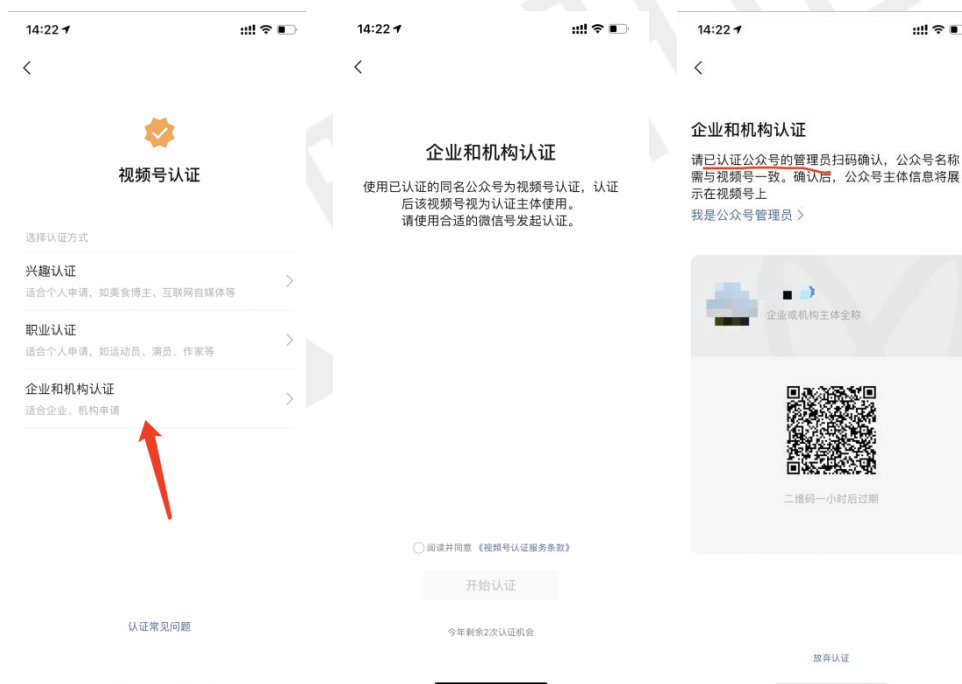 14:22
视频号认证
选择认证方式
兴趣认证
适合个人申请，如美食博主、互联网自媒体等
职业认证
适合个人申请，如运动员、演员、作家等
企业和机构认证
适合企业、机构申请
认证常见问题
14:22
企业和机构认证
使用已认证的同名公众号为视频号认证，认证
后该视频号视为认证主体使用。
请使用合适的微信号发起认证。
阅读并同意《视频号认证服务条款》
开始认证
今年剩余2次认证机会
14:22
企业和机构认证
请已认证公众号的管理员扫码确认，公众号名称
需与视频号一致。确认后，公众号主体信息将展
示在视频号上
我是公众号管理员
企业或机构主体全称
二维码一小时后过期
放弃认证